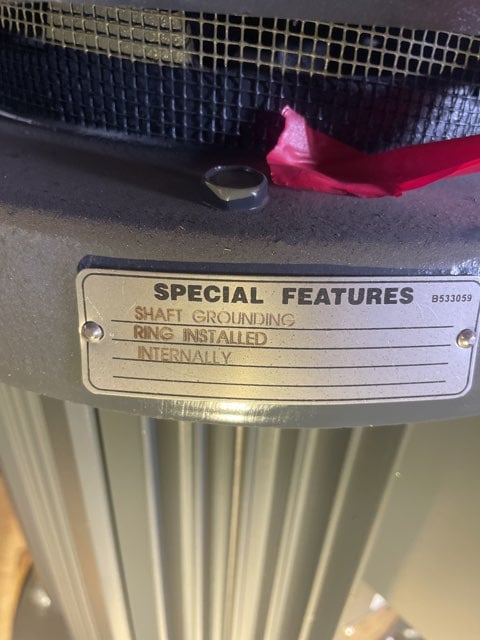 SPECIAL FEATURES B533059
SHAFT GROUNDING
RING INSTALLED
INTERNALLY